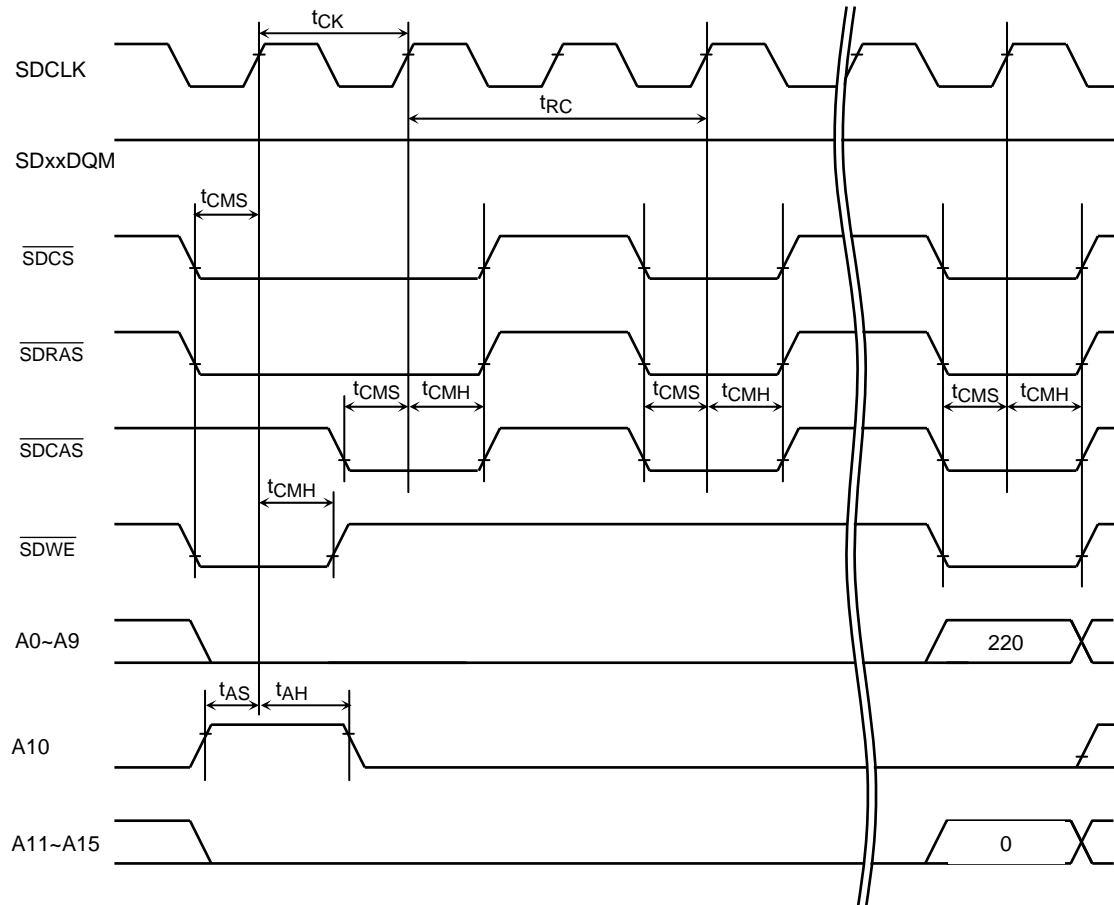 tCK
SDCLK
tRC
SDxxDQM
tCMS
SDCS
SDRAS
tCMS tCMH tCMS tCMH tCMS tCMH
SDCAS
tCMH
SDWE
A0~A9 220
tAS tAH
A10
A11~A15 0